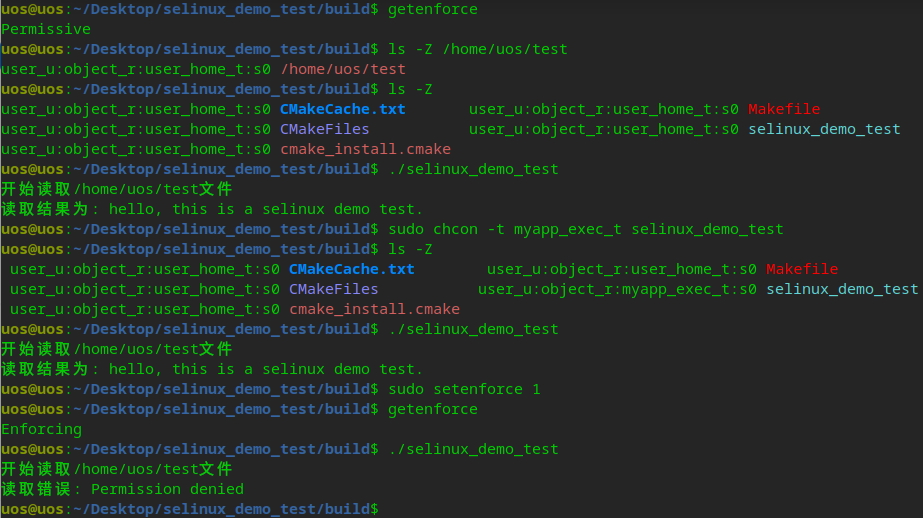 uos@uos:~/Desktop/selinux_demo_test/build$ getenforce
Permissive
uos@uos:~/Desktop/selinux_demo_test/build$ ls -Z /home/uos/test
user_u:object_r:user_home_t:s0 /home/uos/test
uos@uos:~/Desktop/selinux_demo_test/build$ ls -Z
user_u:object_r:user_home_t:s0 CMakeCache.txt       user_u:object_r:user_home_t:s0 Makefile
user_u:object_r:user_home_t:s0 CMakeFiles           user_u:object_r:user_home_t:s0 selinux_demo_test
user_u:object_r:user_home_t:s0 cmake_install.cmake
uos@uos:~/Desktop/selinux_demo_test/build$ ./selinux_demo_test
开始读取/home/uos/test文件
读取结果为: hello, this is a selinux demo test.
uos@uos:~/Desktop/selinux_demo_test/build$ sudo chcon -t myapp_exec_t selinux_demo_test
uos@uos:~/Desktop/selinux_demo_test/build$ ls -Z
 user_u:object_r:user_home_t:s0 CMakeCache.txt        user_u:object_r:user_home_t:s0 Makefile
 user_u:object_r:user_home_t:s0 CMakeFiles           user_u:object_r:myapp_exec_t:s0 selinux_demo_test
 user_u:object_r:user_home_t:s0 cmake_install.cmake
uos@uos:~/Desktop/selinux_demo_test/build$ ./selinux_demo_test
开始读取/home/uos/test文件
读取结果为: hello, this is a selinux demo test.
uos@uos:~/Desktop/selinux_demo_test/build$ sudo setenforce 1
uos@uos:~/Desktop/selinux_demo_test/build$ getenforce
Enforcing
uos@uos:~/Desktop/selinux_demo_test/build$ ./selinux_demo_test
开始读取/home/uos/test文件
读取错误: Permission denied
uos@uos:~/Desktop/selinux_demo_test/build$